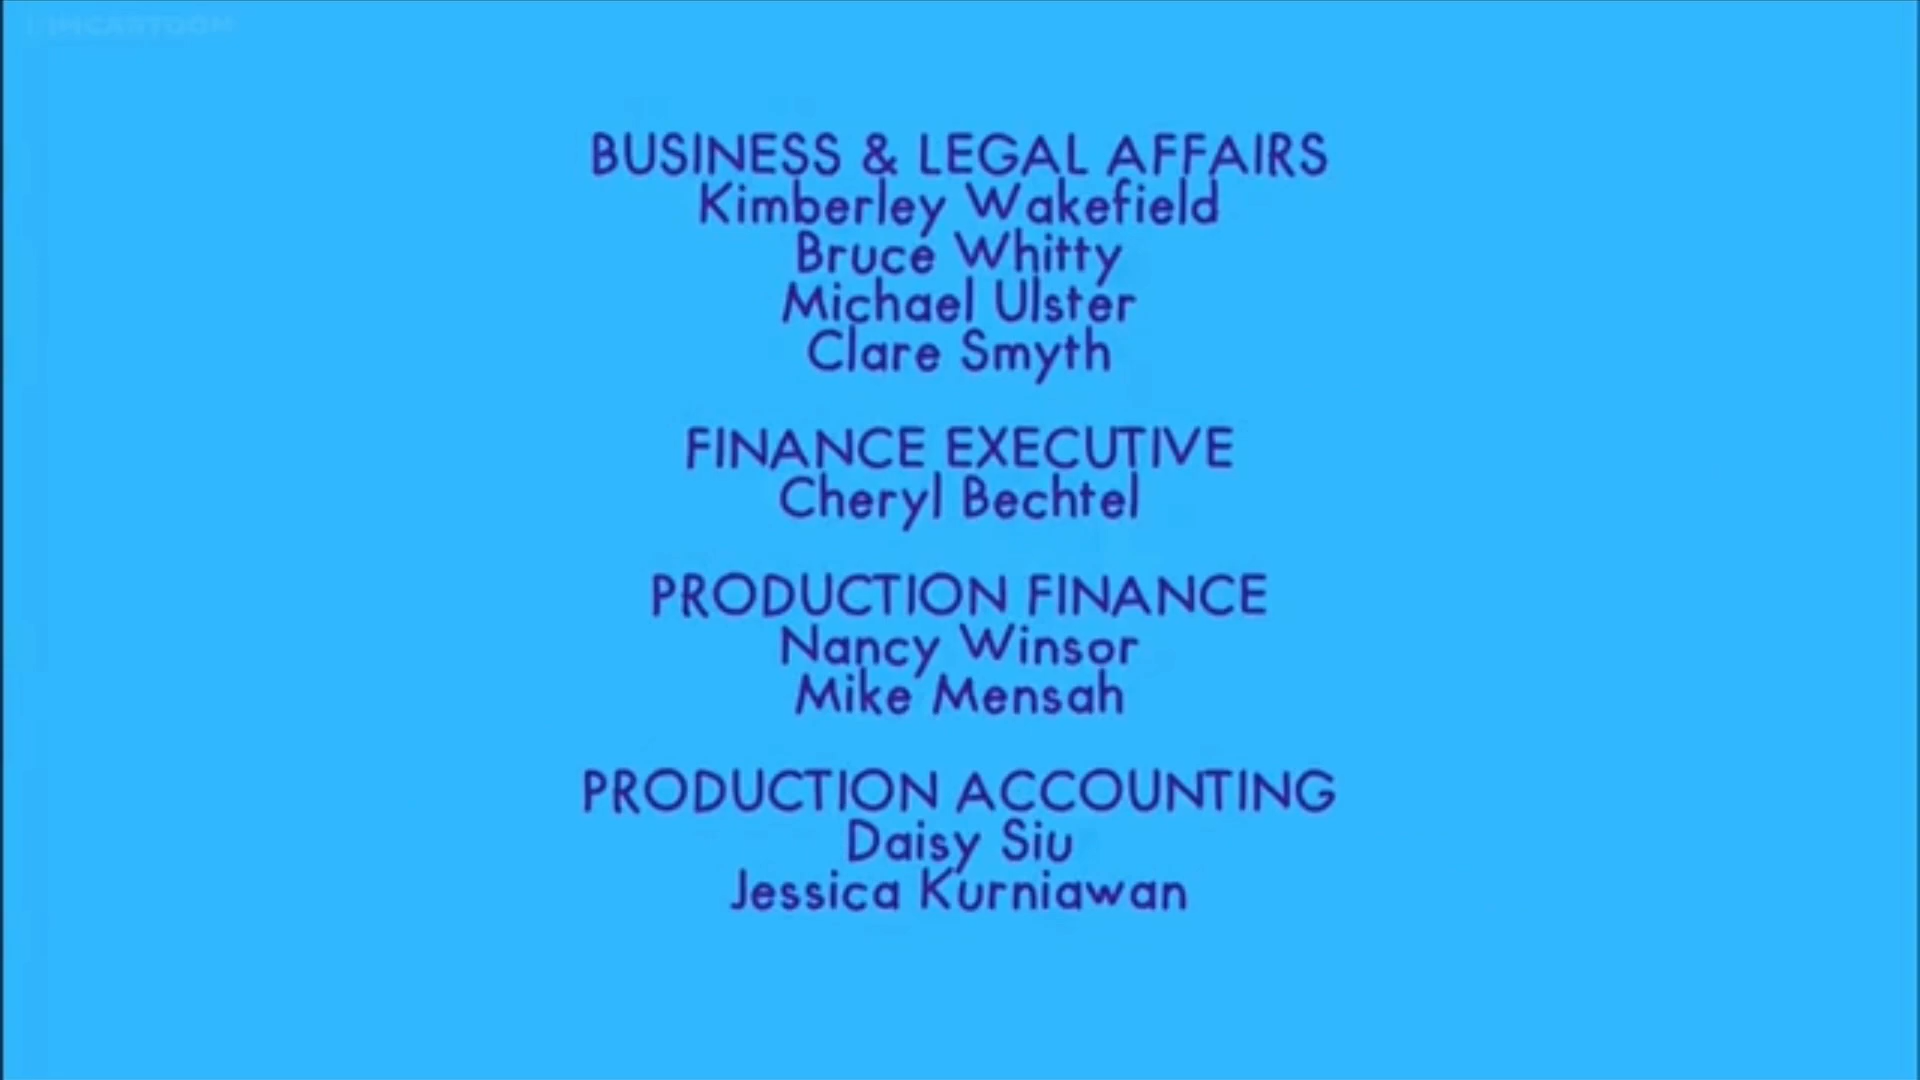 BUSINESS & LEGAL AFFAIRS
Kimberley Wakefield
Bruce Whitty
Michael Ulster
Clare Smyth
FINANCE EXECUTIVE
Cheryl Bechtel
PRODUCTION FINANCE
Nancy Winsor
Mike Mensah
PRODUCTION ACCOUNTING
Daisy Siu
Jessica Kurniawan